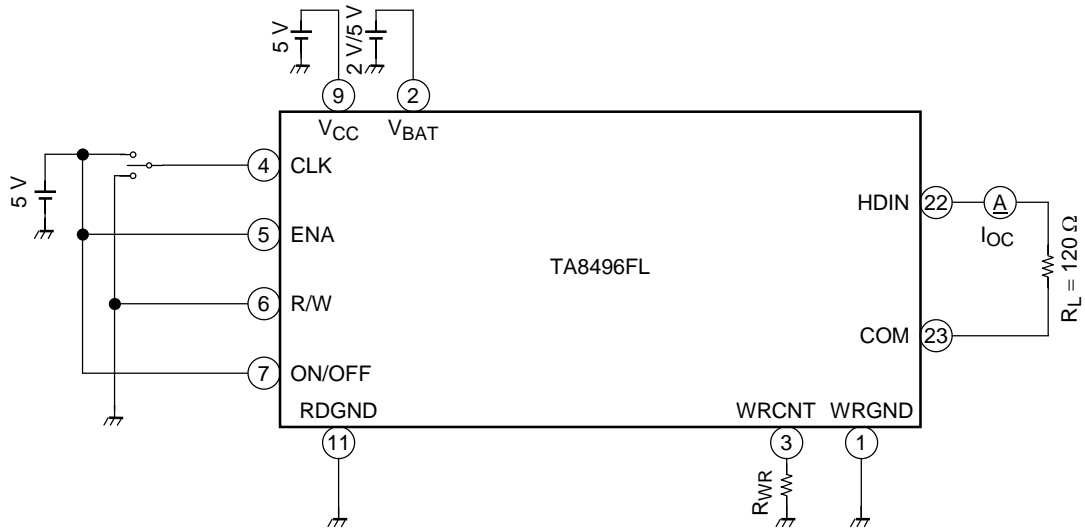 5 V
2 V/5 V
9
2
VCC
VBAT
5 V
4
CLK
HDIN
22
A
IOC
5
ENA
TA8496FL
RL = 120 Ω
6
R/W
COM
23
7
ON/OFF
RDGND
WRCNT
WRGND
11
3
1
RWR